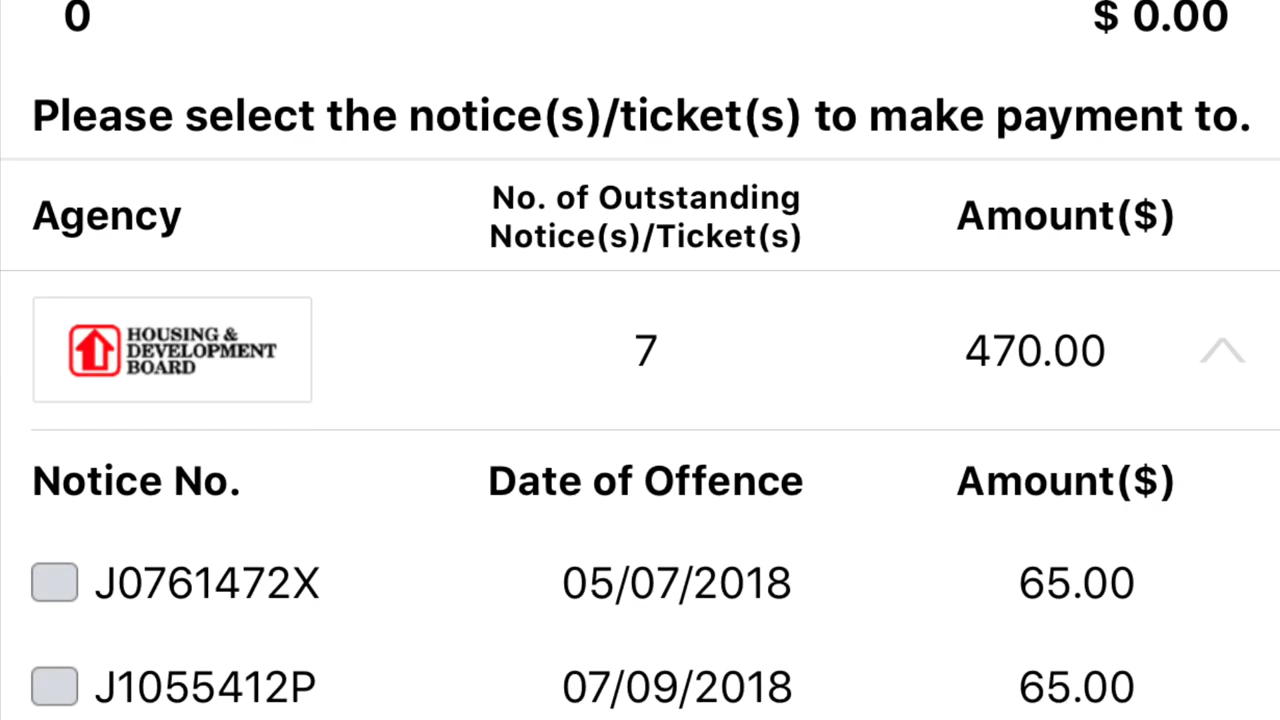 0 $ 0.00
Please select the notice(s)/ticket(s) to make payment to.
Agency No. of Outstanding Notice(s)/Ticket(s) Amount($)
HOUSING &
DEVELOPMENT
BOARD
7 470.00
Notice No. Date of Offence Amount($)
J0761472X 05/07/2018 65.00
J1055412P 07/09/2018 65.00